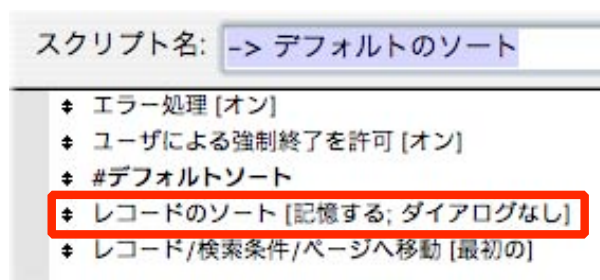 スクリプト名: -> デフォルトのソート
エラー処理 [オン]
ユーザによる強制終了を許可 [オン]
#デフォルトソート
レコードのソート [記憶する; ダイアログなし]
レコード/検索条件/ページへ移動 [最初の]